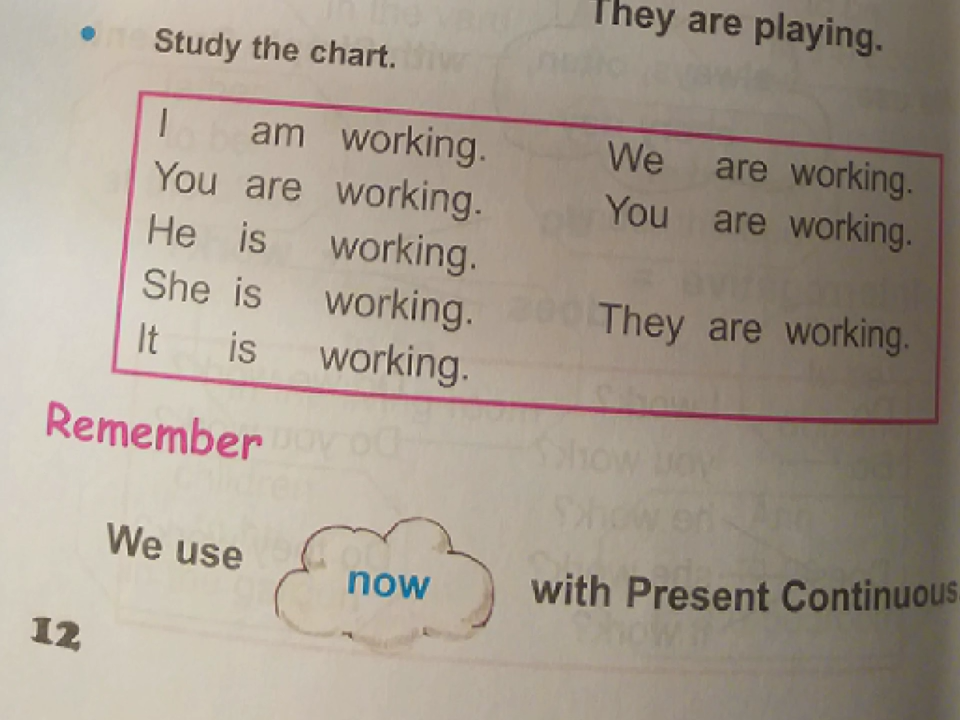 They are playing.
• Study the chart.
I am working. We are working.
You are working. You are working.
He is working.
She is working. They are working.
It is working.
Remember
We use now with Present Continuous
12